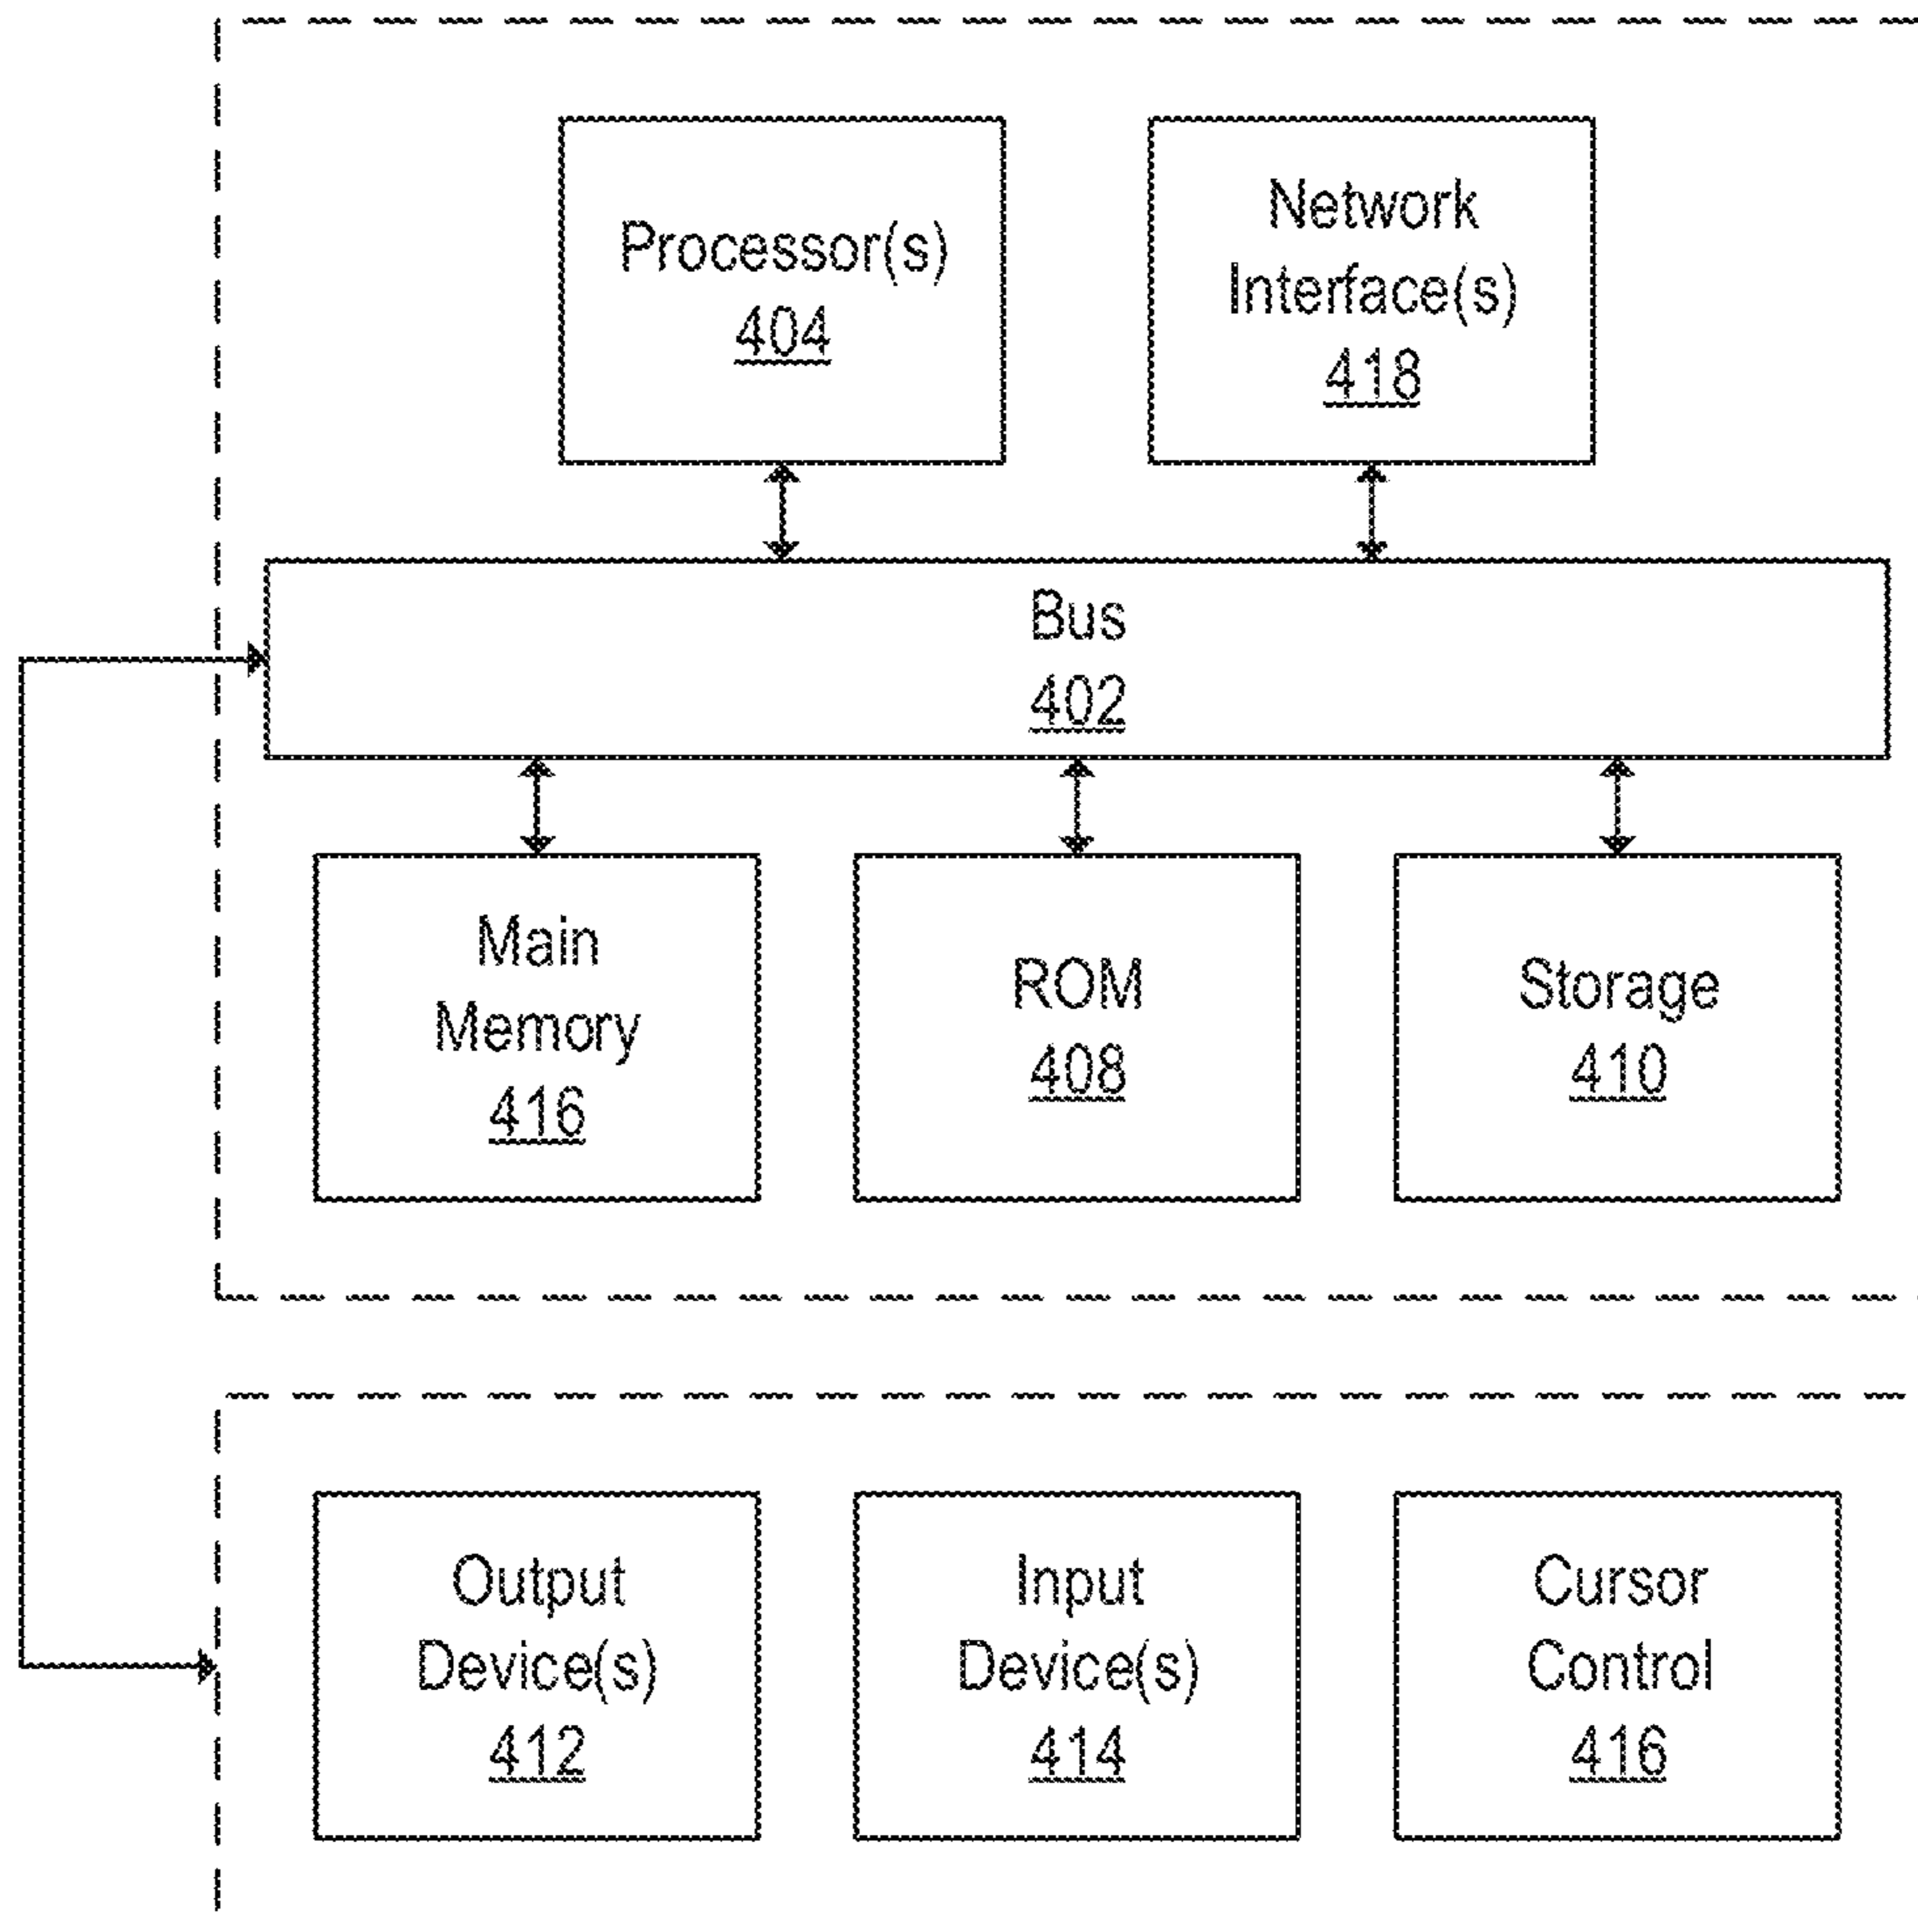 Processor(s)
404
Network
Interface(s)
418
Bus
402
Main
Memory
416
ROM
408
Storage
410
Output
Device(s)
412
Input
Device(s)
414
Cursor
Control
416